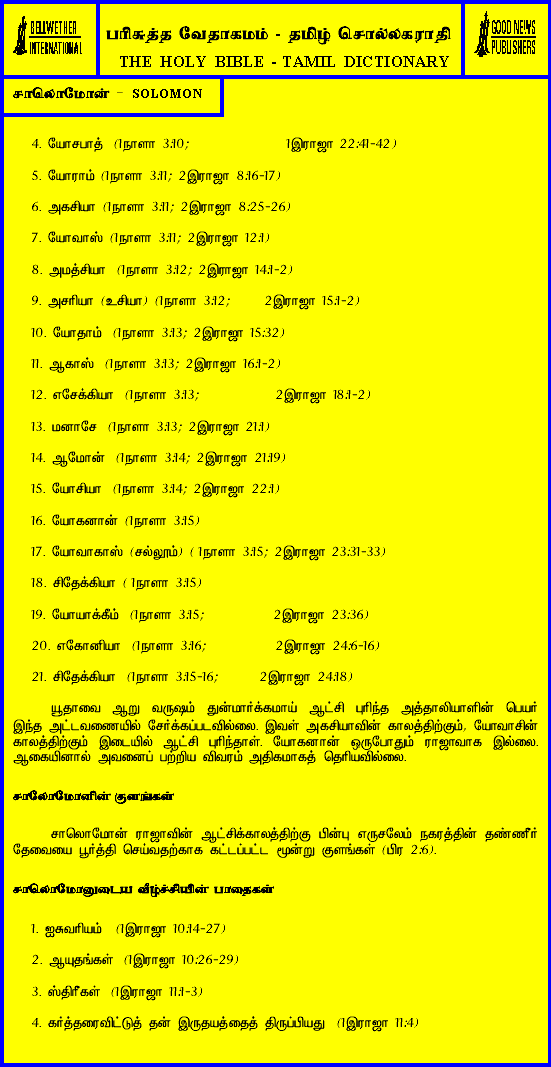 BELLWETHER
INTERNATIONAL
பரிசுத்த வேதாகமம் - தமிழ் சொல்லகராதி
THE HOLY BIBLE - TAMIL DICTIONARY
GOOD NEWS
PUBLISHERS
சாலொமோன் - SOLOMON
4. யோசபாத் (1நாளா 3:10; 1இராஜா 22:41-42)
5. யோராம் (1நாளா 3:11; 2இராஜா 8:16-17)
6. அகசியா (1நாளா 3:11; 2இராஜா 8:25-26)
7. யோவாஸ் (1நாளா 3:11; 2இராஜா 12:1)
8. அமத்சியா (1நாளா 3:12; 2இராஜா 14:1-2)
9. அசரியா (உசியா) (1நாளா 3:12; 2இராஜா 15:1-2)
10. யோதாம் (1நாளா 3:13; 2இராஜா 15:32)
11. ஆகாஸ் (1நாளா 3:13; 2இராஜா 16:1-2)
12. எசேக்கியா (1நாளா 3:13; 2இராஜா 18:1-2)
13. மனாசே (1நாளா 3:13; 2இராஜா 21:1)
14. ஆமோன் (1நாளா 3:14; 2இராஜா 21:19)
15. யோசியா (1நாளா 3:14; 2இராஜா 22:1)
16. யோகனான் (1நாளா 3:15)
17. யோவாகாஸ் (சல்லூம்) ( 1நாளா 3:15; 2இராஜா 23:31-33)
18. சிதேக்கியா ( 1நாளா 3:15)
19. யோயாக்கீம் (1நாளா 3:15; 2இராஜா 23:36)
20. எகோனியா (1நாளா 3:16; 2இராஜா 24:6-16)
21. சிதேக்கியா (1நாளா 3:15-16; 2இராஜா 24:18)
யூதாவை ஆறு வருஷம் துன்மார்க்கமாய் ஆட்சி புரிந்த அத்தாலியாளின் பெயர்
இந்த அட்டவணையில் சேர்க்கப்படவில்லை. இவள் அகசியாவின் காலத்திற்கும், யோவாசின்
காலத்திற்கும் இடையில் ஆட்சி புரிந்தாள். யோகனான் ஒருபோதும் ராஜாவாக இல்லை.
ஆகையினால் அவனைப் பற்றிய விவரம் அதிகமாகத் தெரியவில்லை.
சாலோமோனின் குளங்கள்
சாலொமோன் ராஜாவின் ஆட்சிக்காலத்திற்கு பின்பு எருசலேம் நகரத்தின் தண்ணீர்
தேவையை பூர்த்தி செய்வதற்காக கட்டப்பட்ட மூன்று குளங்கள் (பிர 2:6).
சாலொமோனுடைய வீழ்ச்சியின் பாதைகள்
1. ஐசுவரியம் (1இராஜா 10:14-27)
2. ஆயுதங்கள் (1இராஜா 10:26-29)
3. ஸ்திரீகள் (1இராஜா 11:1-3)
4. கர்த்தரைவிட்டுத் தன் இருதயத்தைத் திருப்பியது (1இராஜா 11:4)